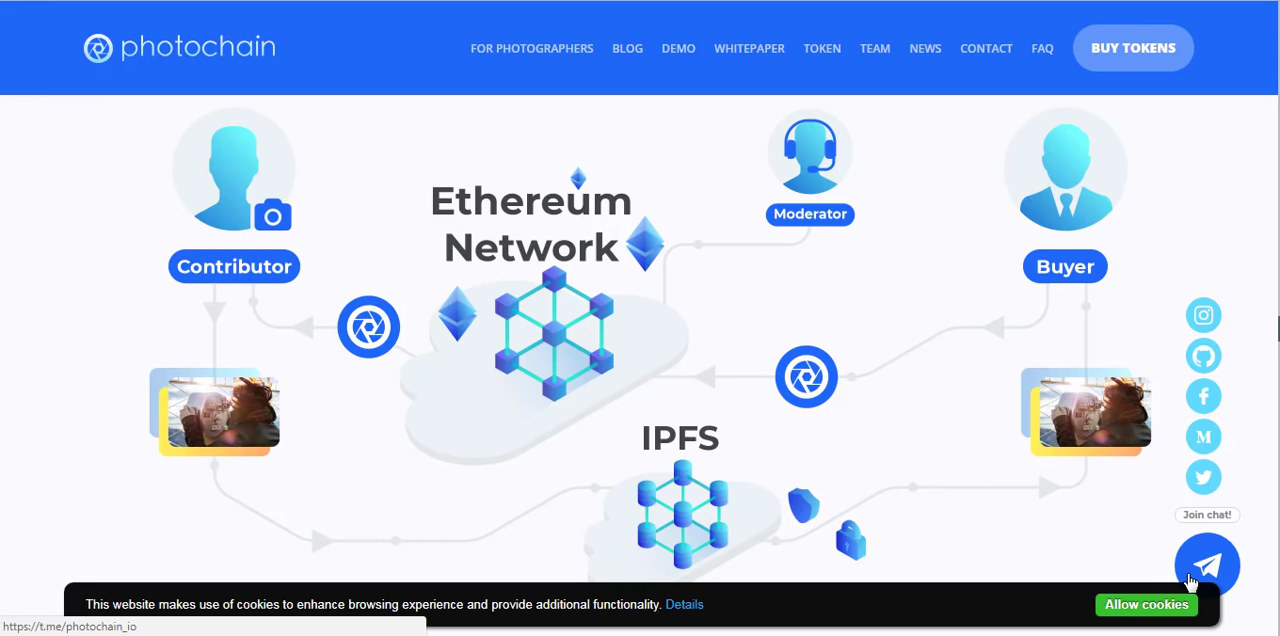 photochain
FOR PHOTOGRAPHERS BLOG DEMO WHITEPAPER TOKEN TEAM NEWS CONTACT FAQ BUY TOKENS
Ethereum
Network
Moderator
Contributor
Buyer
IPFS
M
Join chat!
This website makes use of cookies to enhance browsing experience and provide additional functionality. Details
Allow cookies
https://t.me/photochain_io